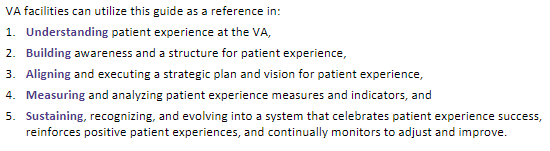 VA facilities can utilize this guide as a reference in:
1. Understanding patient experience at the VA,
2. Building awareness and a structure for patient experience,
3. Aligning and executing a strategic plan and vision for patient experience,
4. Measuring and analyzing patient experience measures and indicators, and
5. Sustaining, recognizing, and evolving into a system that celebrates patient experience success,
reinforces positive patient experiences, and continually monitors to adjust and improve.